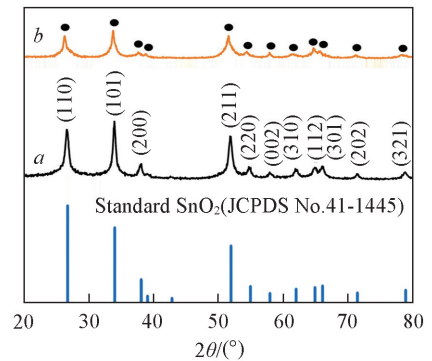 b
(110)
(101)
(200)
(211)
(220)
(002)
(310)
(112)
(301)
(202)
(321)
a
Standard SnO₂(JCPDS No.41-1445)
20 30 40 50 60 70 80
2θ/(°)